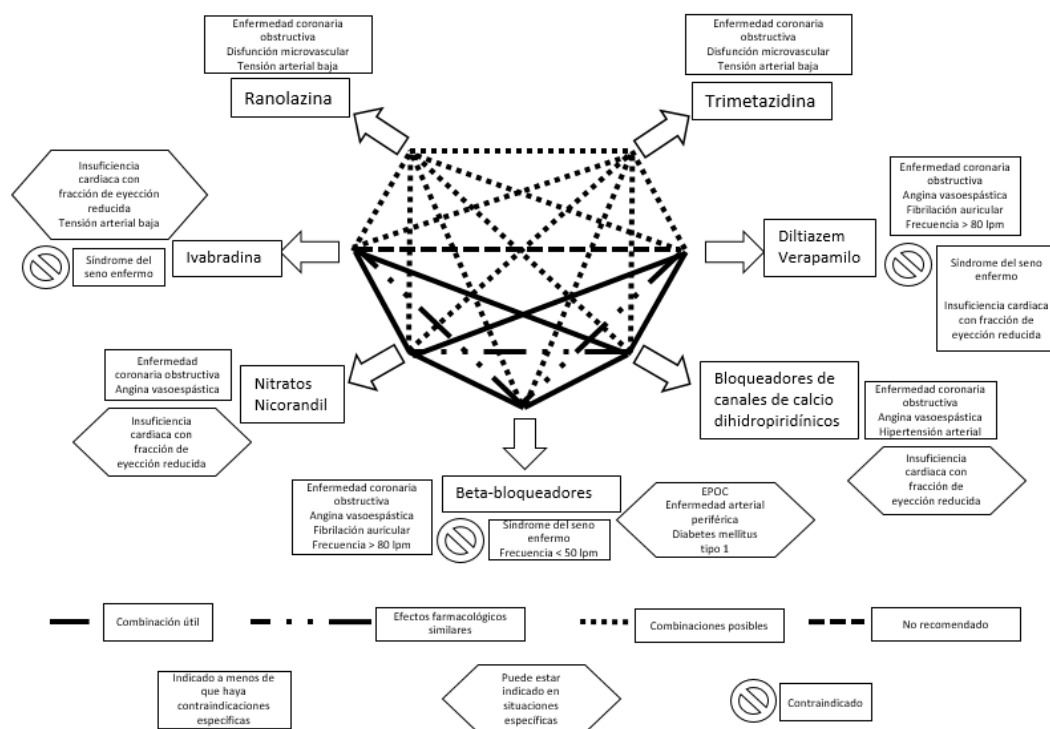 Enfermedad coronaria
obstructiva
Disfunción microvascular
Tensión arterial baja
Ranolazina
Enfermedad coronaria
obstructiva
Disfunción microvascular
Tensión arterial baja
Trimetazidina
Insuficiencia
cardiaca con
fracción de eyección
reducida
Tensión arterial baja
Síndrome del
seno enfermo
Ivabradina
Enfermedad coronaria
obstructiva
Angina vasoespástica
Fibrilación auricular
Frecuencia > 80 lpm
Diltiazem
Verapamilo
Síndrome del seno
enfermo
Insuficiencia cardiaca
con fracción de
eyección reducida
Enfermedad
coronaria obstructiva
Angina vasoespástica
Nitratos
Nicorandil
Insuficiencia
cardiaca con
fracción de
eyección reducida
Bloqueadores de
canales de calcio
dihidropiridínicos
Enfermedad coronaria
obstructiva
Angina vasoespástica
Hipertensión arterial
Insuficiencia
cardiaca con
fracción de
eyección reducida
Enfermedad coronaria
obstructiva
Angina vasoespástica
Fibrilación auricular
Frecuencia > 80 lpm
Beta-bloqueadores
Síndrome del seno
enfermo
Frecuencia < 50 lpm
EPOC
Enfermedad arterial
periférica
Diabetes mellitus
tipo 1
Combinación útil
Efectos farmacológicos
similares
Combinaciones posibles
No recomendado
Indicado a menos de
que haya
contraindicaciones
específicas
Puede estar
indicado en
situaciones
específicas
Contraindicado